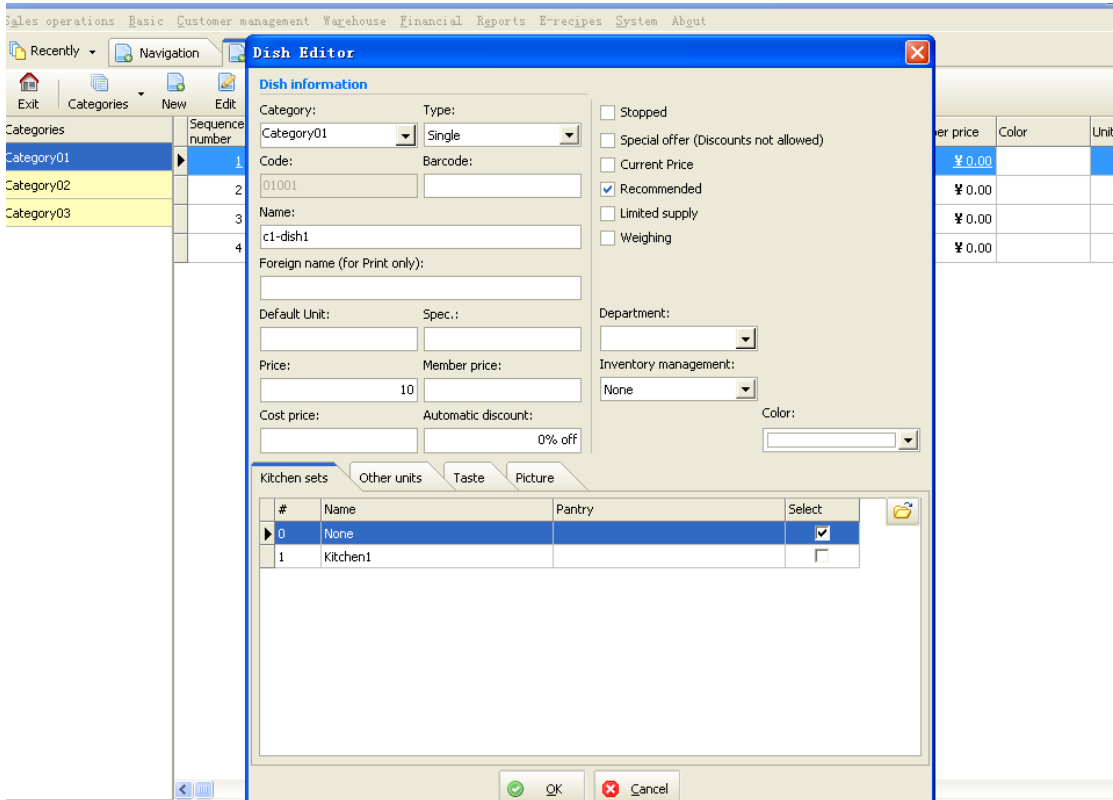 Sales operations Basic Customer management Warehouse Financial Reports E-recipes System About
Recently Navigation
Exit Categories New Edit
Categories
Category01
Category02
Category03
Sequence number
1
2
3
4
Dish Editor
Dish information
Category: Type:
Category01 Single
Code: Barcode:
01001
Name:
c1-dish1
Foreign name (for Print only):
Default Unit: Spec.:
Price: Member price:
10
Cost price: Automatic discount:
0% off
Stopped
Special offer (Discounts not allowed)
Current Price
Recommended
Limited supply
Weighing
Department:
Inventory management:
None
Color:
Kitchen sets Other units Taste Picture
# Name Pantry Select
0 None
1 Kitchen1
OK Cancel
price Color
¥ 0.00
¥ 0.00
¥ 0.00
¥ 0.00